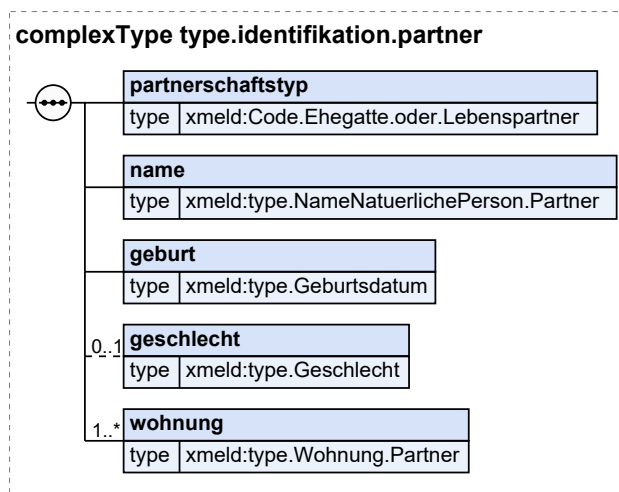 complexType type.identifikation.partner
partnerschaftstyp
type xmeld:Code.Ehegatte.oder.Lebenspartner
name
type xmeld:type.NameNatuerlichePerson.Partner
geburt
type xmeld:type.Geburtsdatum
0..1 geschlecht
type xmeld:type.Geschlecht
1..* wohnung
type xmeld:type.Wohnung.Partner